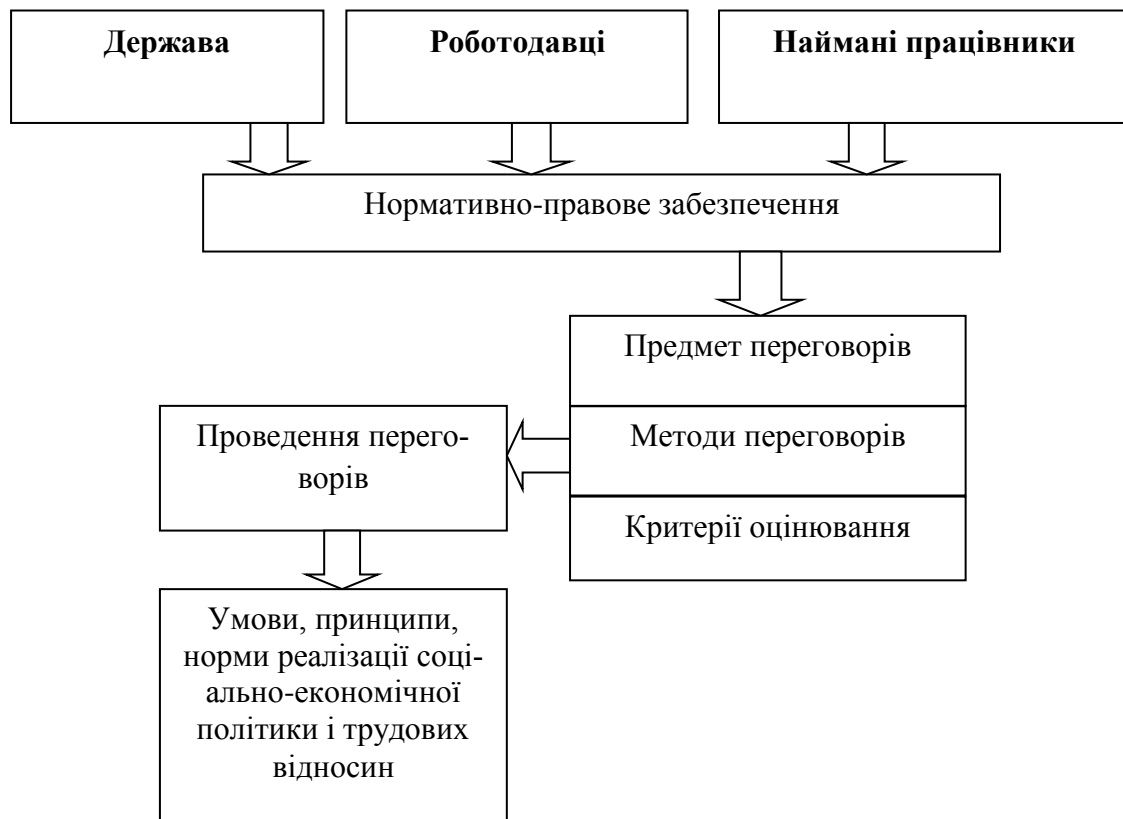 Держава
Роботодавці
Наймані працівники
Нормативно-правове забезпечення
Предмет переговорів
Методи переговорів
Критерії оцінювання
Проведення перего-
ворів
Умови, принципи,
норми реалізації соці-
ально-економічної
політики і трудових
відносин